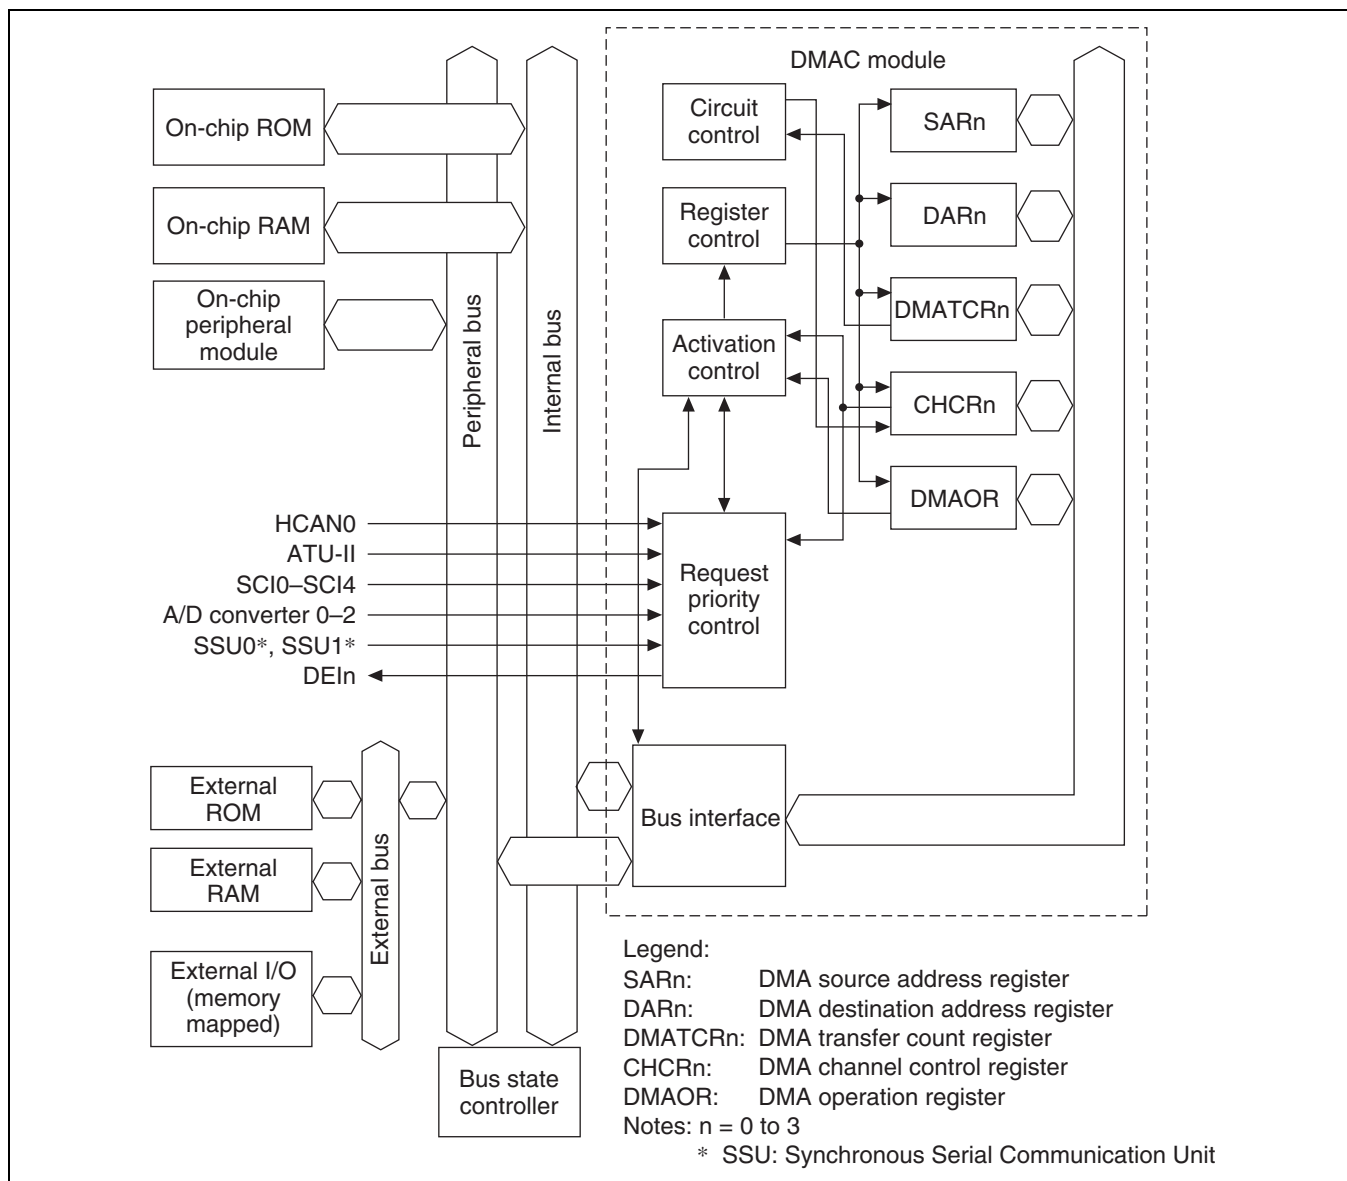 DMAC module
On-chip ROM
On-chip RAM
On-chip
peripheral
module
Peripheral bus
Internal bus
Circuit
control
Register
control
Activation
control
Request
priority
control
SARn
DARn
DMATCRn
CHCRn
DMAOR
HCAN0
ATU-II
SCI0–SCI4
A/D converter 0–2
SSU0*, SSU1*
DEIn
External
ROM
External
RAM
External I/O
(memory
mapped)
External bus
Bus interface
Bus state
controller
Legend:
SARn: DMA source address register
DARn: DMA destination address register
DMATCRn: DMA transfer count register
CHCRn: DMA channel control register
DMAOR: DMA operation register
Notes: n = 0 to 3
* SSU: Synchronous Serial Communication Unit